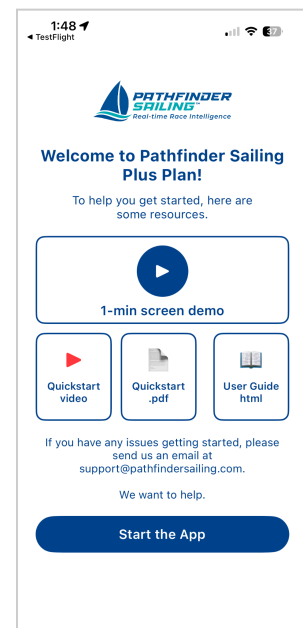 1:48
37
◀ TestFlight
PATHFINDER
SAILING™
Real-time Race Intelligence
Welcome to Pathfinder Sailing
Plus Plan!
To help you get started, here are
some resources.
1-min screen demo
Quickstart
video
Quickstart
.pdf
User Guide
html
If you have any issues getting started, please
send us an email at
support@pathfindersailing.com.
We want to help.
Start the App